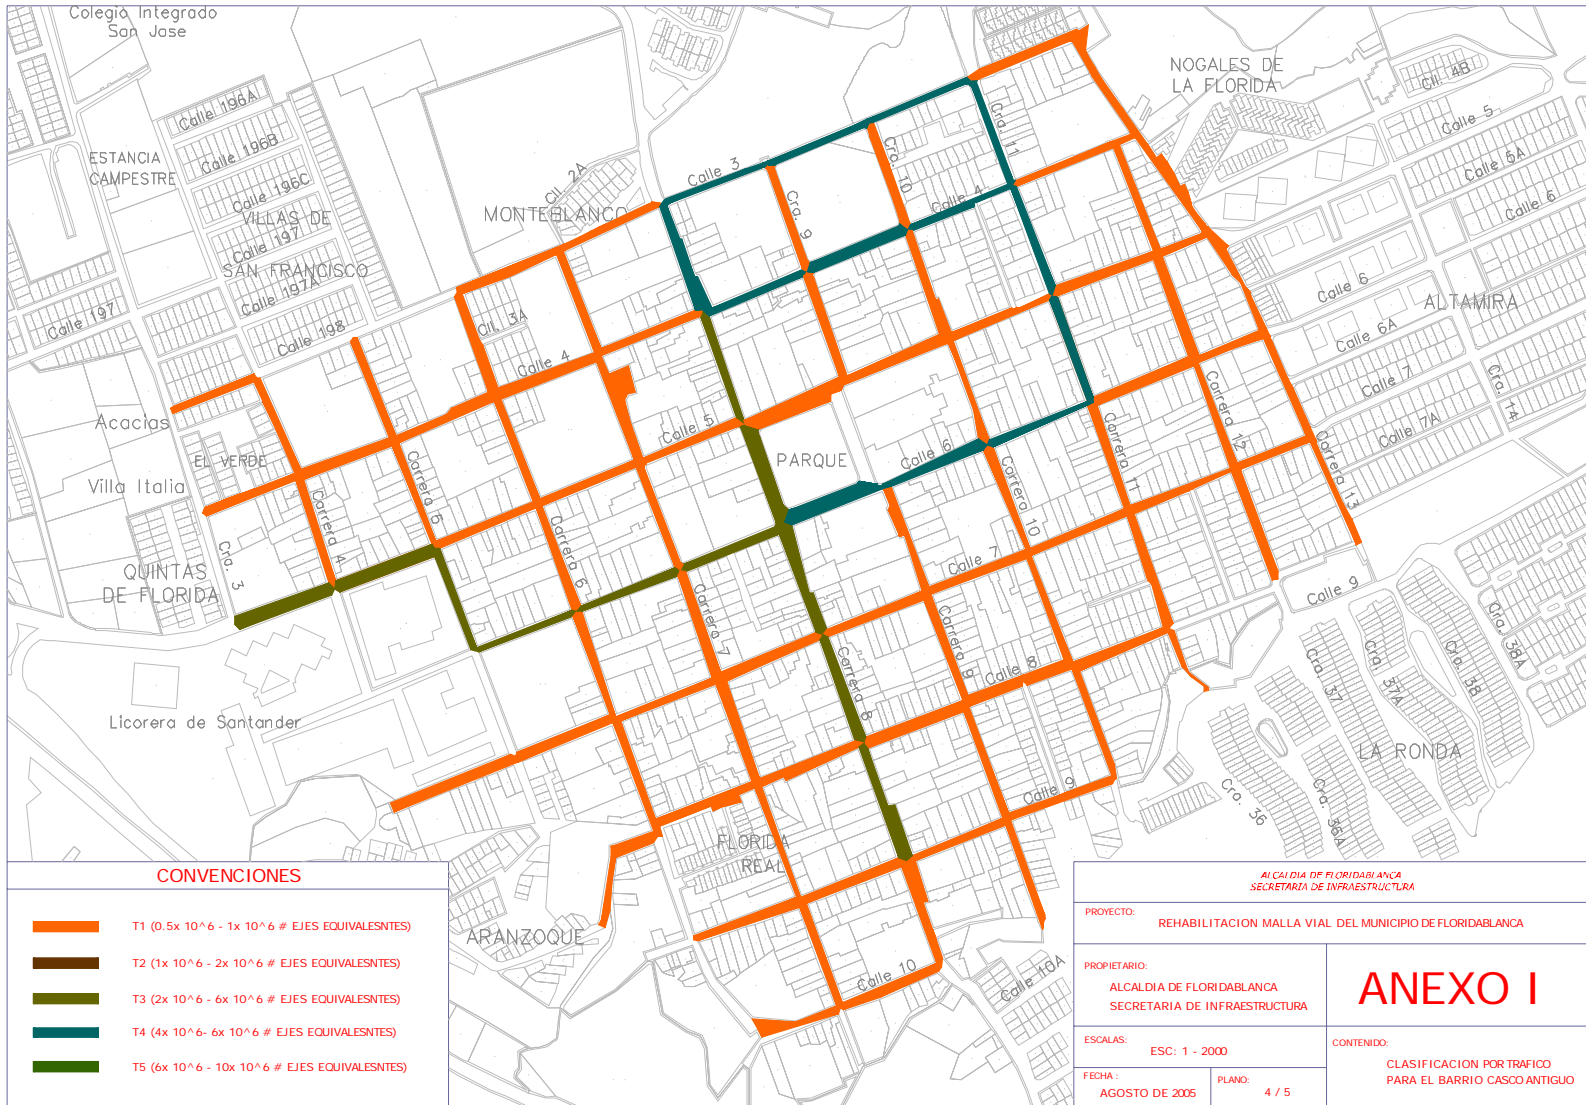 Colegio Integrado
San Jose
Calle 196A
Calle 196B
Calle 196C
ESTANCIA
CAMPESTRE
VILLAS DE
Calle 197
SAN FRANCISCO
Calle 197A
Calle 197
Calle 198
Cll. 2A
MONTEBLANCO
Calle 3
Cra. 9
Cra. 10
Cra. 11
Calle 4
NOGALES DE
LA FLORIDA
Cll. 4B
Calle 5
Calle 5A
Calle 6
Calle 6
ALTAMIRA
Calle 6A
Calle 7
Cra. 14
Calle 7A
Cll. 3A
Calle 4
Acacias
EL VERDE
Villa Italia
Carrera 4
Carrera 5
Calle 5
PARQUE
Calle 6
Carrera 10
Carrera 11
Carrera 12
Carrera 13
QUINTAS
DE FLORIDA
Cra. 3
Carrera 6
Carrera 7
Carrera 8
Carrera 9
Calle 7
Calle 8
Calle 9
Calle 9
Licorera de Santander
Cra. 37
Cra. 37A
Cra. 38
Cra. 38A
LA RONDA
Cra. 36
Cra. 36A
FLORIDA
REAL
ARANZOQUE
Calle 10
Calle 10A
CONVENCIONES
T1 (0.5x 10^6 - 1x 10^6 # EJES EQUIVALESNTES)
T2 (1x 10^6 - 2x 10^6 # EJES EQUIVALESNTES)
T3 (2x 10^6 - 6x 10^6 # EJES EQUIVALESNTES)
T4 (4x 10^6- 6x 10^6 # EJES EQUIVALESNTES)
T5 (6x 10^6 - 10x 10^6 # EJES EQUIVALESNTES)
ALCALDIA DE FLORIDABLANCA
SECRETARIA DE INFRAESTRUCTURA
PROYECTO:
REHABILITACION MALLA VIAL DEL MUNICIPIO DE FLORIDABLANCA
PROPIETARIO:
ALCALDIA DE FLORIDABLANCA
SECRETARIA DE INFRAESTRUCTURA
ANEXO I
ESCALAS:
ESC: 1 - 2000
CONTENIDO:
CLASIFICACION POR TRAFICO
PARA EL BARRIO CASCO ANTIGUO
FECHA :
AGOSTO DE 2005
PLANO:
4 / 5